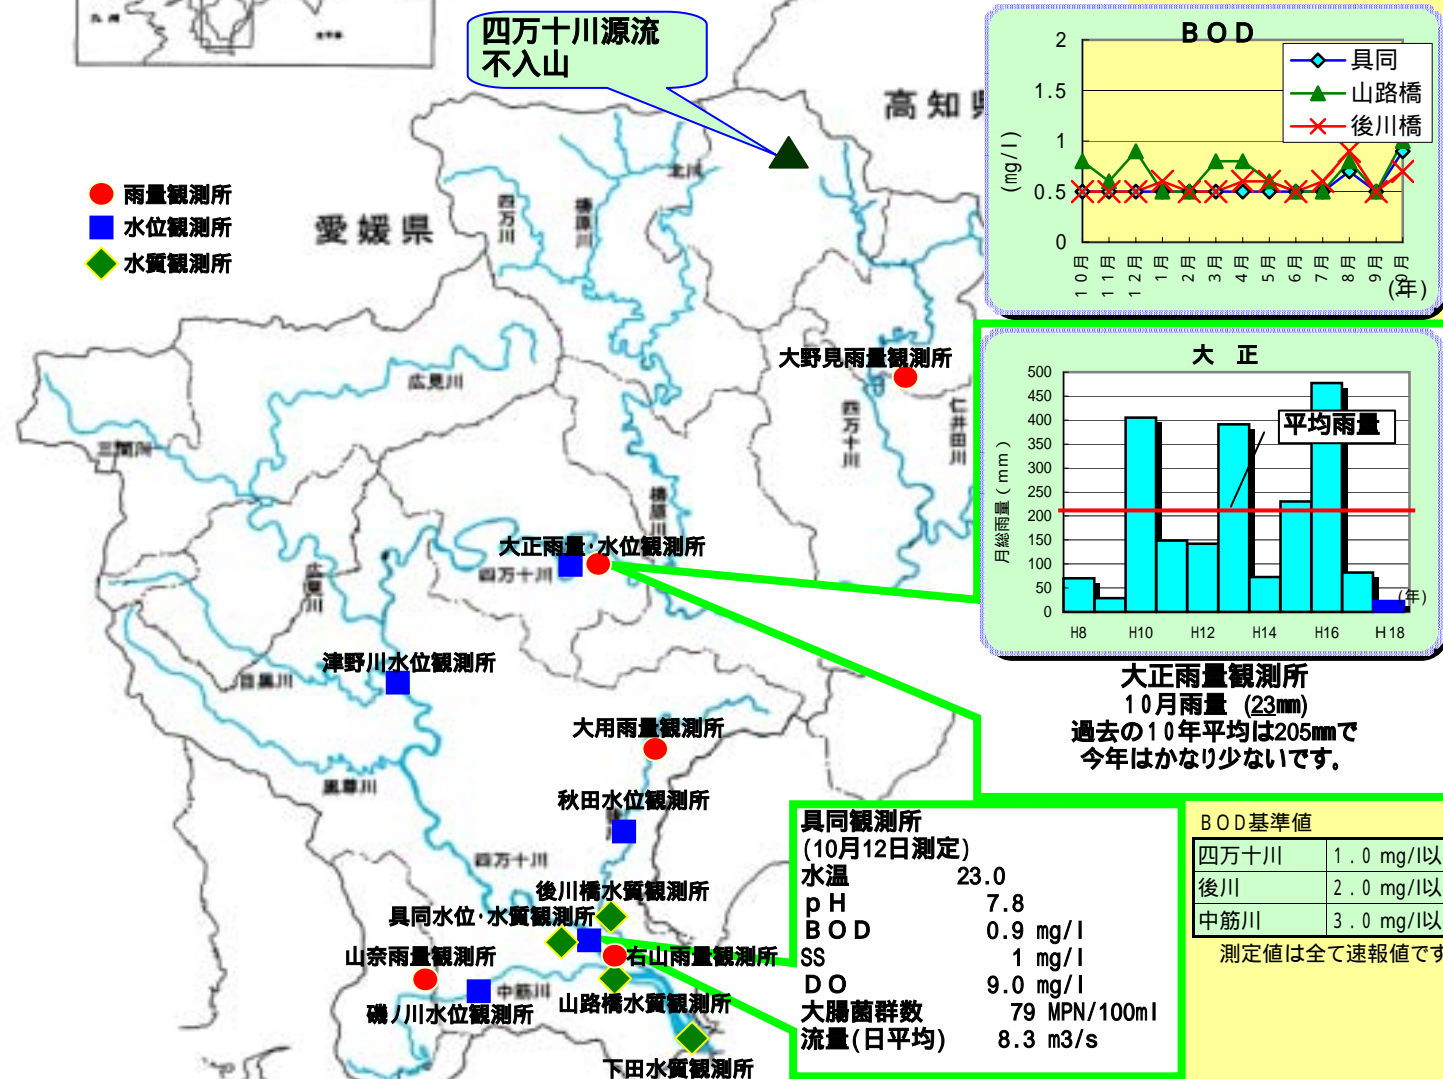 九州
四万十川源流
不入山
高知県
愛媛県
雨量観測所
水位観測所
水質観測所
北川
四万川
梼原川
大野見雨量観測所
広見川
四万十川
仁井田川
三間川
梼原川
大正雨量・水位観測所
四万十川
広見川
津野川水位観測所
目黒川
大用雨量観測所
黒尊川
秋田水位観測所
四万十川
後川橋水質観測所
具同水位・水質観測所
山奈雨量観測所
右山雨量観測所
中筋川
山路橋水質観測所
磯ノ川水位観測所
下田水質観測所
BOD
2
1.5
1
0.5
0
(mg/l)
具同
山路橋
後川橋
10月
11月
12月
1月
2月
3月
4月
5月
6月
7月
8月
9月
10月
(年)
大 正
500
450
400
350
300
250
200
150
100
50
0
月総雨量(mm)
平均雨量
(年)
H8
H10
H12
H14
H16
H18
大正雨量観測所
10月雨量 (23mm)
過去の10年平均は205mmで
今年はかなり少ないです。
具同観測所
(10月12日測定)
水温 23.0
pH 7.8
BOD 0.9 mg/l
SS 1 mg/l
DO 9.0 mg/l
大腸菌群数 79 MPN/100ml
流量(日平均) 8.3 m3/s
BOD基準値
四万十川 1.0 mg/l以
後川 2.0 mg/l以
中筋川 3.0 mg/l以
測定値は全て速報値です